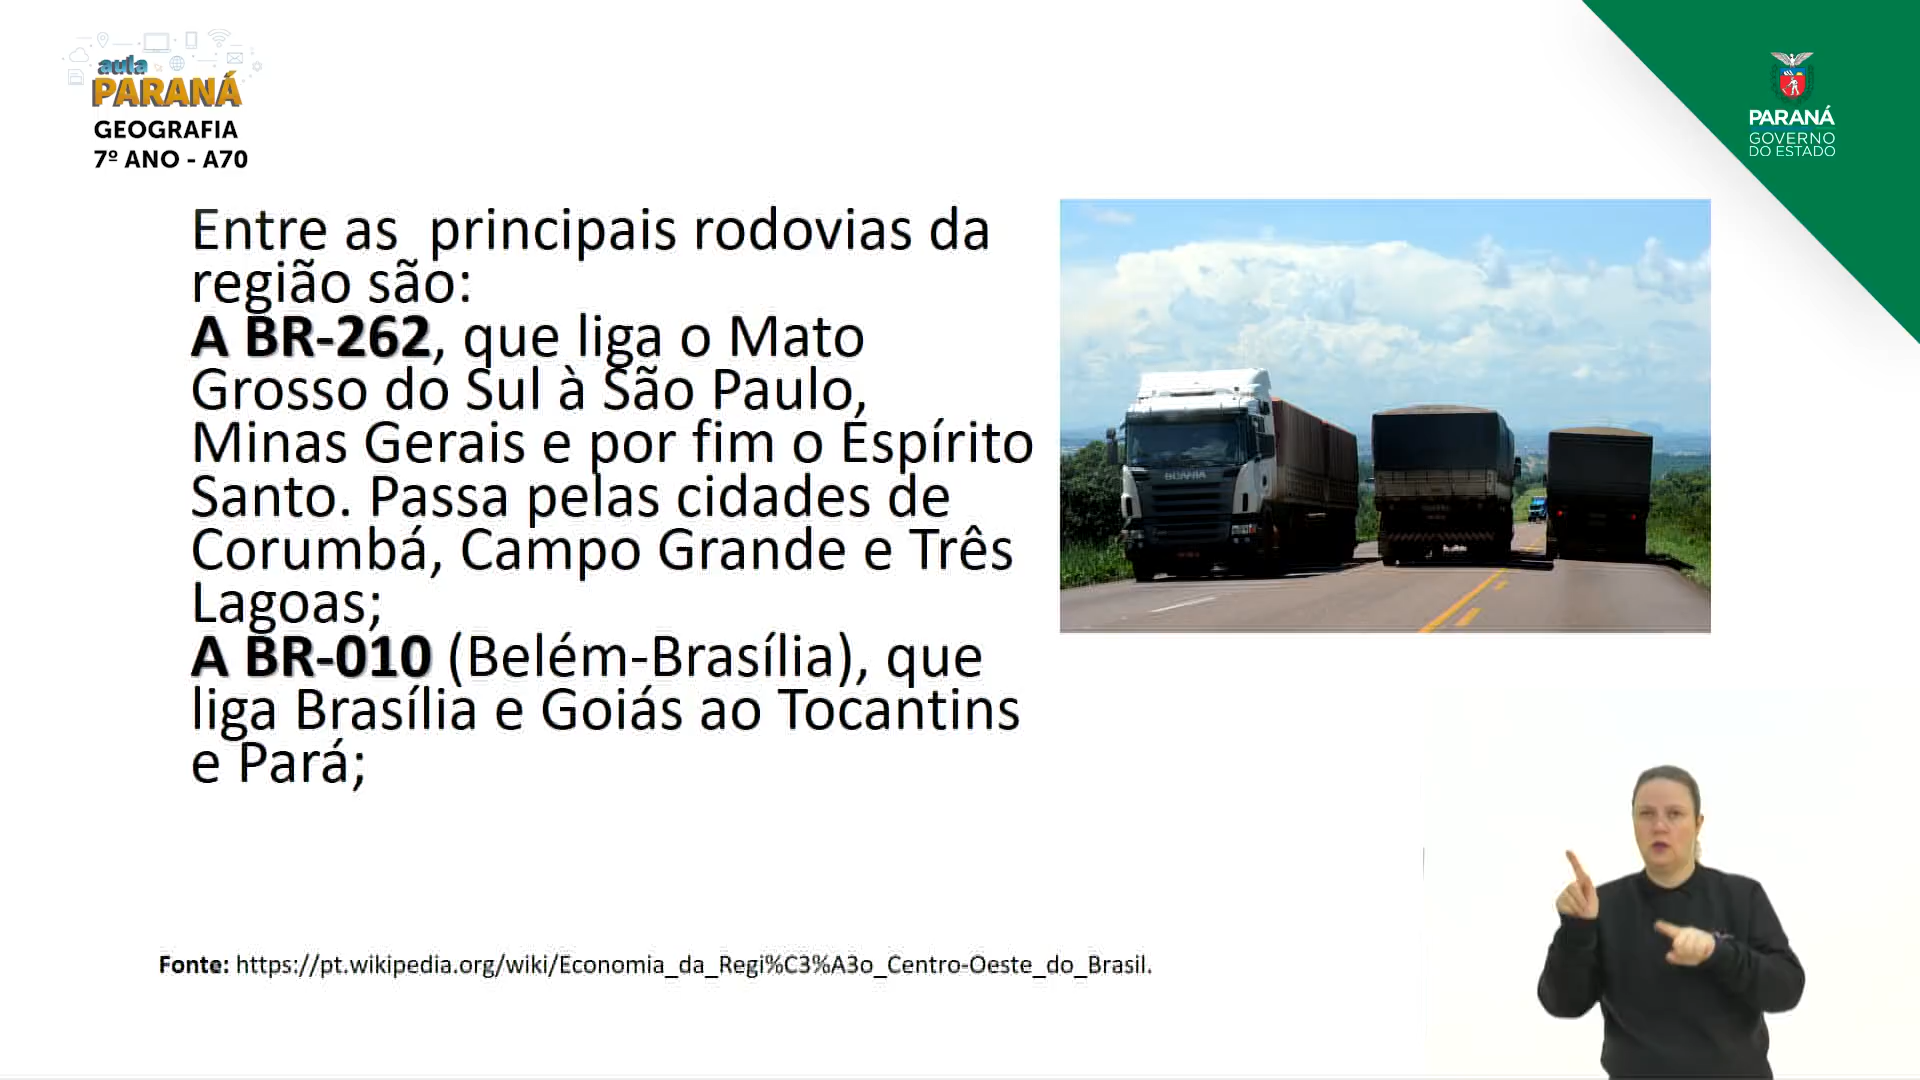 aula
PARANÁ
GEOGRAFIA
7º ANO - A70
PARANÁ
GOVERNO
DO ESTADO
Entre as principais rodovias da
região são:
A BR-262, que liga o Mato
Grosso do Sul à São Paulo,
Minas Gerais e por fim o Espírito
Santo. Passa pelas cidades de
Corumbá, Campo Grande e Três
Lagoas;
A BR-010 (Belém-Brasília), que
liga Brasília e Goiás ao Tocantins
e Pará;
SCANIA
Fonte: https://pt.wikipedia.org/wiki/Economia_da_Regi%C3%A3o_Centro-Oeste_do_Brasil.